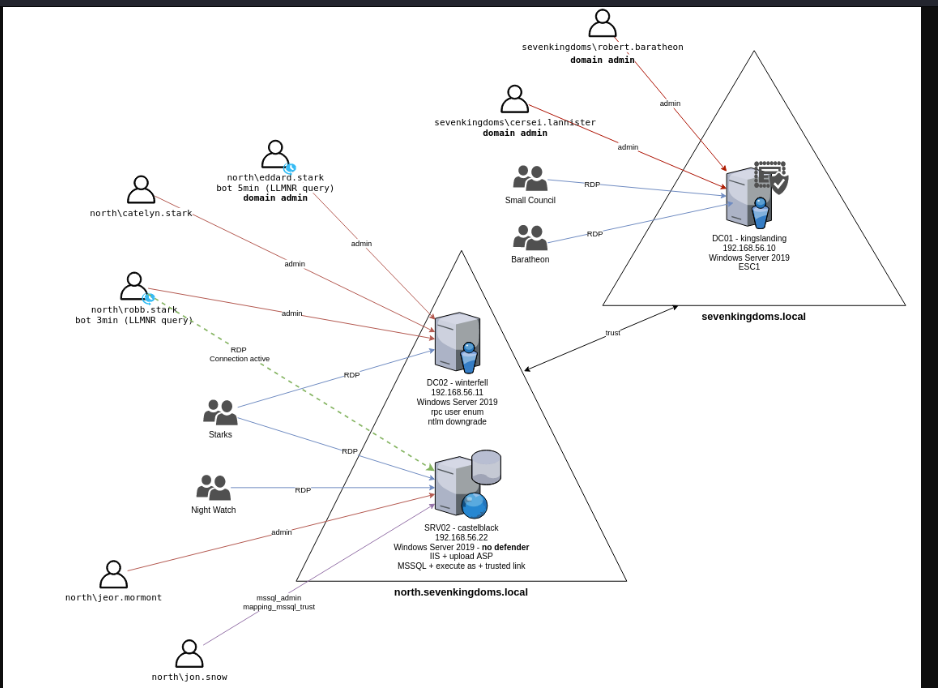 sevenkingdoms\robert.baratheon
domain admin
admin
sevenkingdoms\cersei.lannister
domain admin
admin
north\eddard.stark
bot 5min (LLMNR query)
domain admin
admin
Small Council
RDP
Baratheon
RDP
DC01 - kingslanding
192.168.56.10
Windows Server 2019
ESC1
sevenkingdoms.local
north\catelyn.stark
admin
north\robb.stark
bot 3min (LLMNR query)
admin
RDP
Connection active
trust
Starks
RDP
RDP
DC02 - winterfell
192.168.56.11
Windows Server 2019
rpc user enum
ntlm downgrade
Night Watch
RDP
SRV02 - castelblack
192.168.56.22
Windows Server 2019 - no defender
IIS + upload ASP
MSSQL + execute as + trusted link
north.sevenkingdoms.local
north\jeor.mormont
admin
mssql_admin
mapping_mssql_trust
north\jon.snow